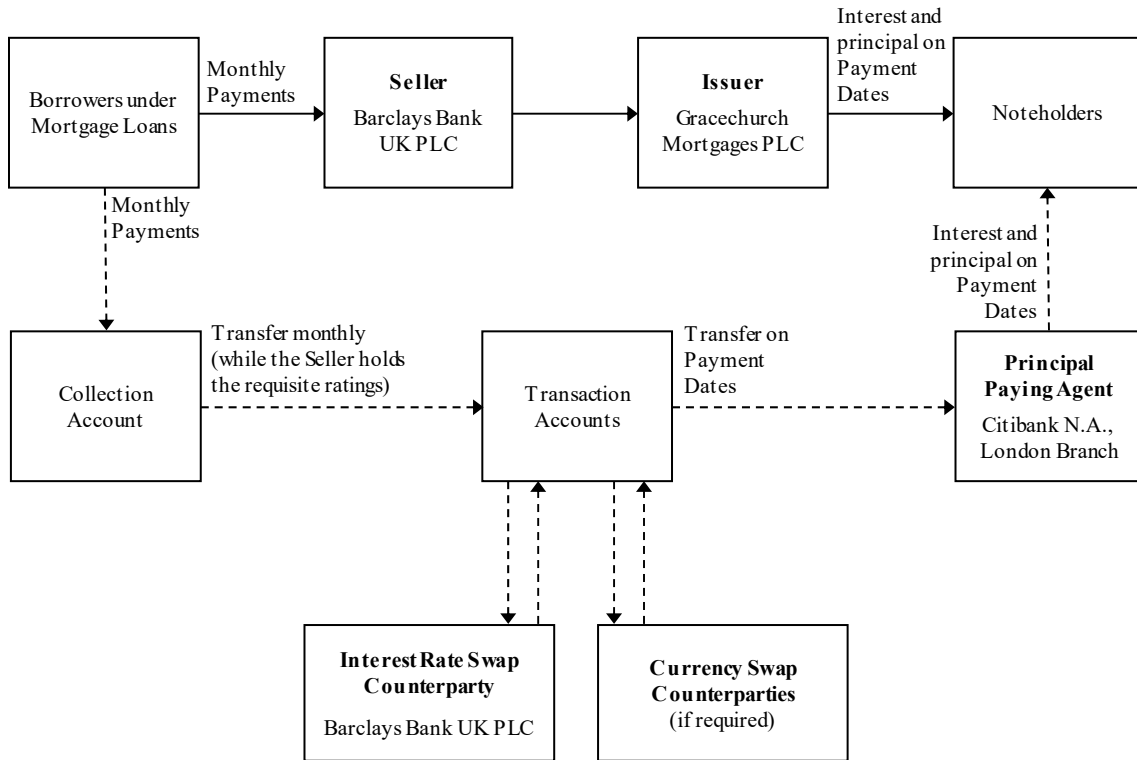 Borrowers under
Mortgage Loans
Monthly
Payments
Seller
Barclays Bank
UK PLC
Issuer
Gracechurch
Mortgages PLC
Interest and
principal on
Payment
Dates
Noteholders
Monthly
Payments
Interest and
principal on
Payment
Dates
Collection
Account
Transfer monthly
(while the Seller holds
the requisite ratings)
Transaction
Accounts
Transfer on
Payment
Dates
Principal
Paying Agent
Citibank N.A.,
London Branch
Interest Rate Swap
Counterparty
Barclays Bank UK PLC
Currency Swap
Counterparties
(if required)